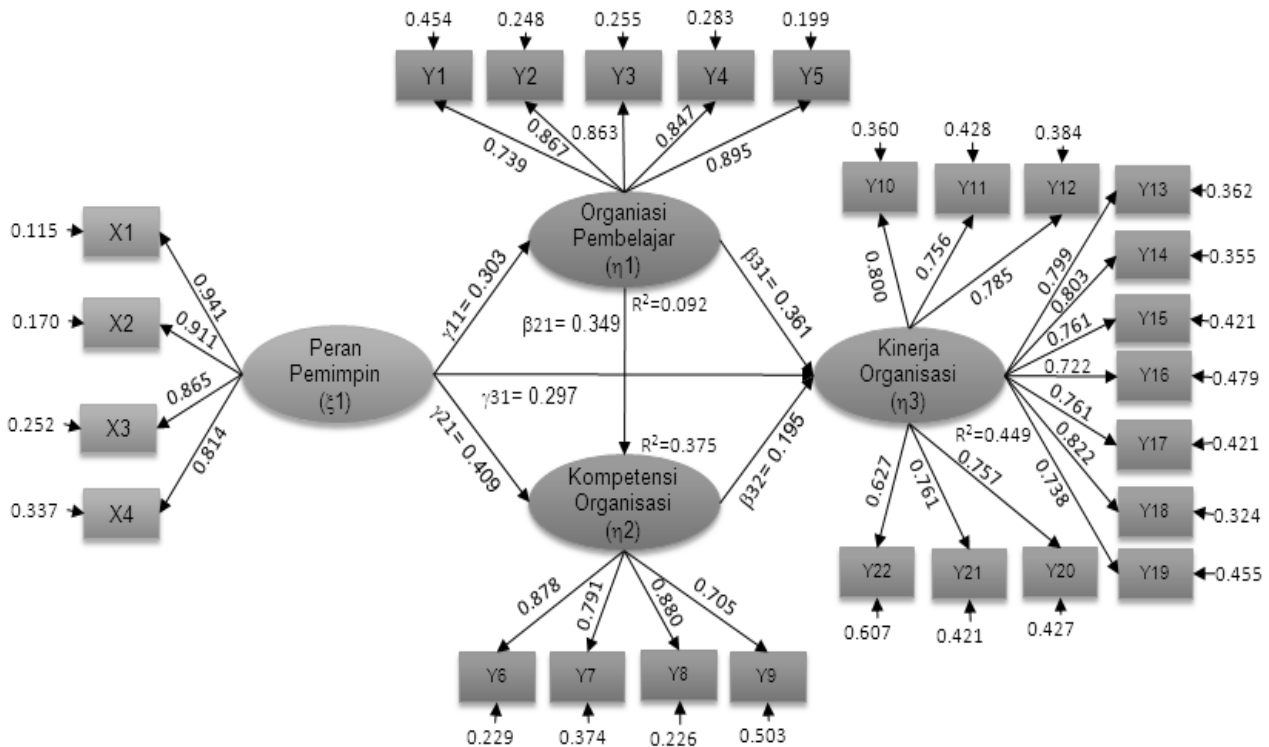 0.454
0.248
0.255
0.283
0.199
Y1
Y2
Y3
Y4
Y5
0.739
0.867
0.863
0.847
0.895
0.360
0.428
0.384
Y10
Y11
Y12
Y13
0.362
0.800
0.756
0.785
0.799
0.115
X1
0.941
0.170
X2
0.911
0.252
X3
0.865
0.337
X4
0.814
Organiasi
Pembelajar
(η1)
R²=0.092
γ11= 0.303
β21= 0.349
β31= 0.361
Peran
Pemimpin
(ξ1)
γ31= 0.297
γ21= 0.409
R²=0.375
Kompetensi
Organisasi
(η2)
β32= 0.195
Kinerja
Organisasi
(η3)
R²=0.449
0.803
Y14
0.355
0.761
Y15
0.421
0.722
Y16
0.479
0.761
Y17
0.421
0.822
Y18
0.324
0.738
Y19
0.455
0.627
0.761
0.757
Y22
Y21
Y20
0.607
0.421
0.427
0.878
0.791
0.880
0.705
Y6
Y7
Y8
Y9
0.229
0.374
0.226
0.503